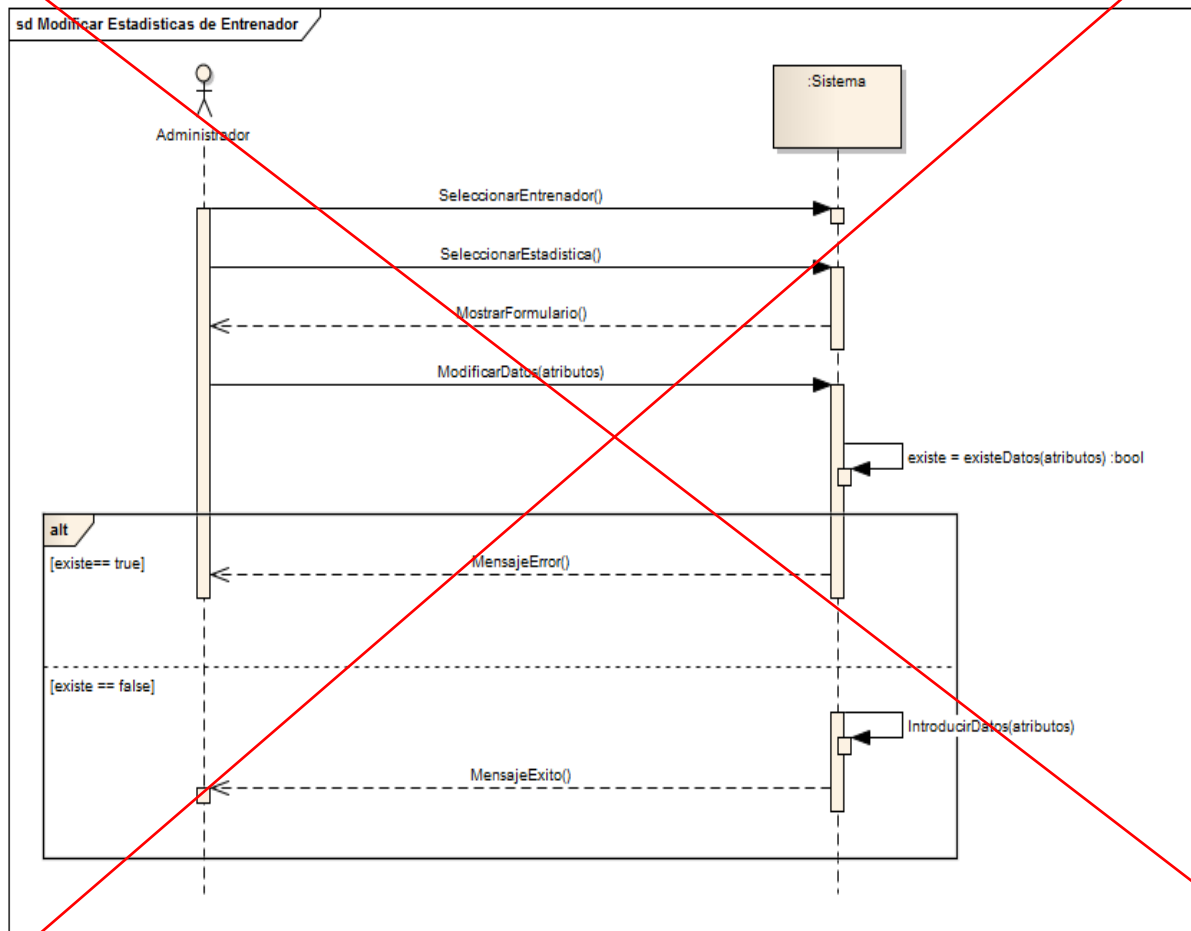 sd Modificar Estadisticas de Entrenador
:Sistema
Administrador
SeleccionarEntrenador()
SeleccionarEstadistica()
MostrarFormulario()
ModificarDatos(atributos)
existe = existeDatos(atributos) :bool
alt
[existe== true]
MensajeError()
[existe == false]
IntroducirDatos(atributos)
MensajeExito()